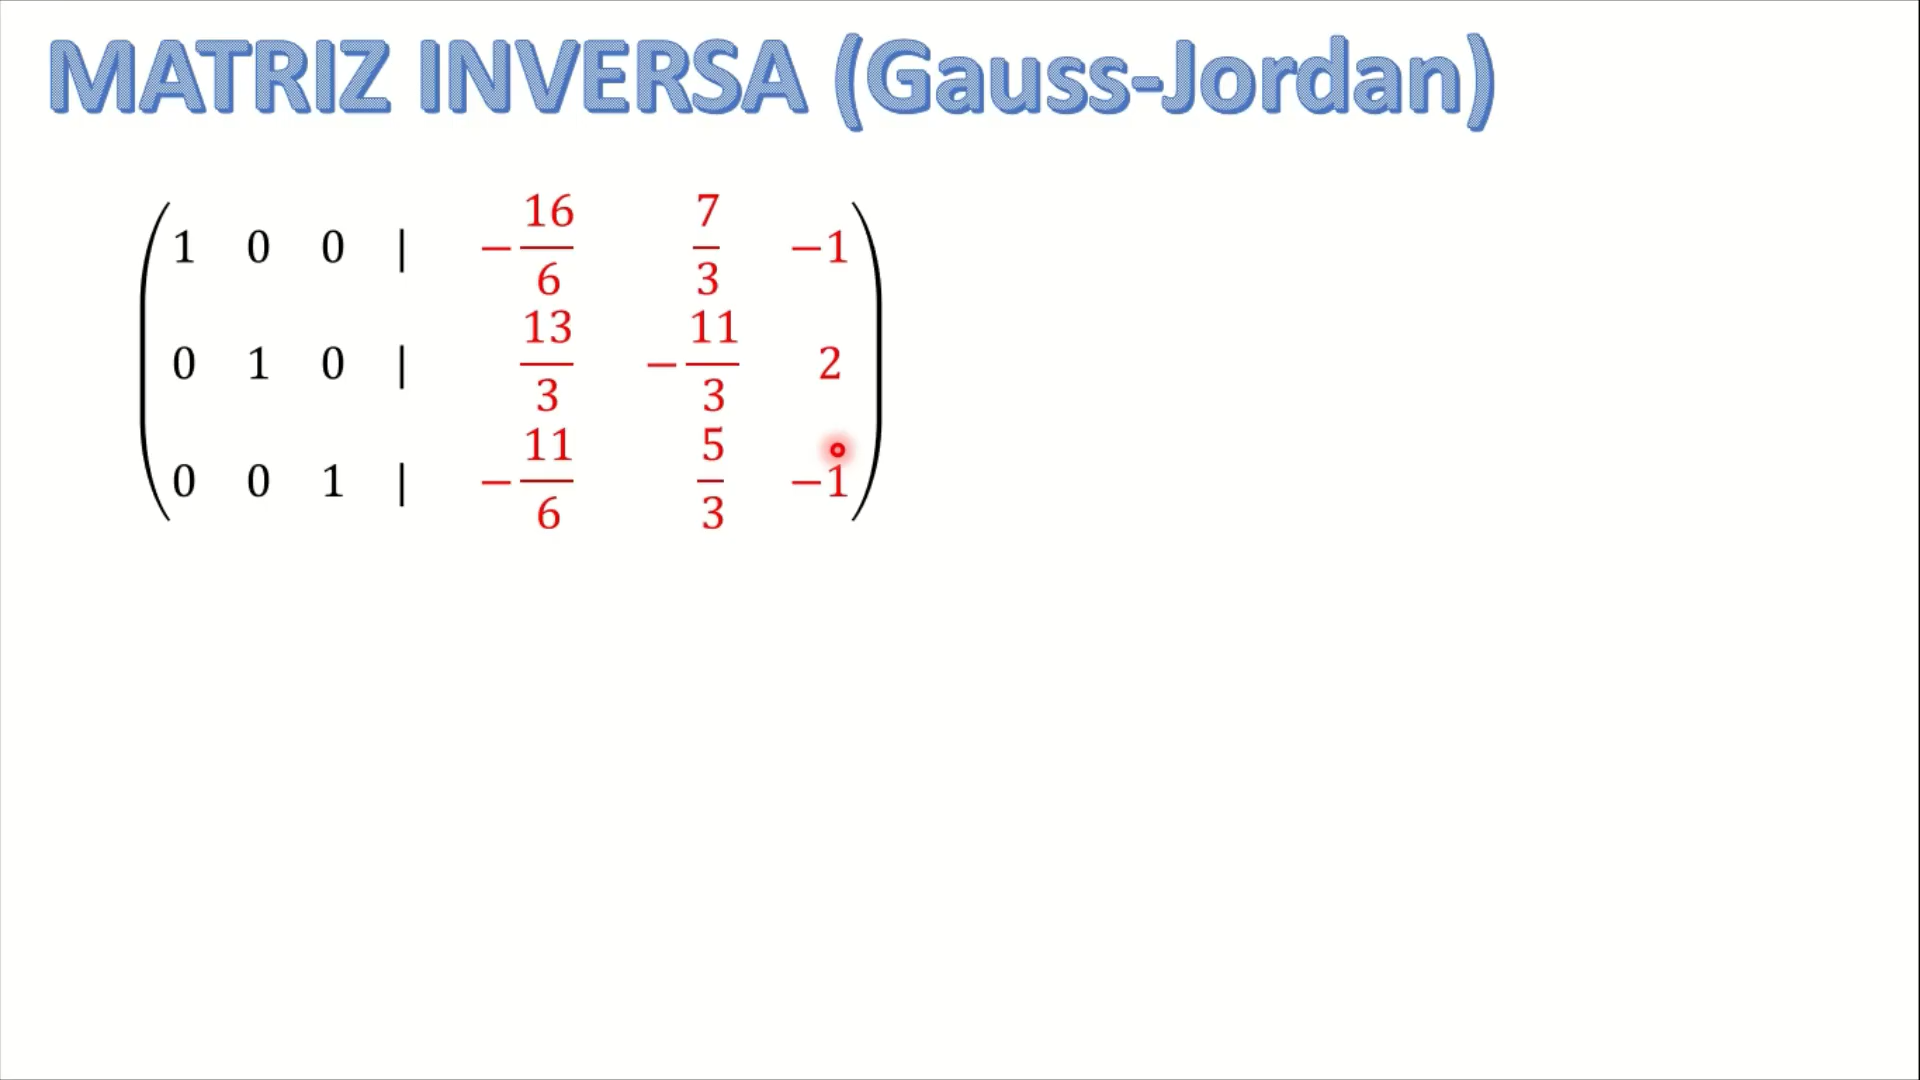 MATRIZ INVERSA (Gauss-Jordan)
1 0 0 | −16/6 7/3 −1
0 1 0 | 13/3 −11/3 2
0 0 1 | −11/6 5/3 −1